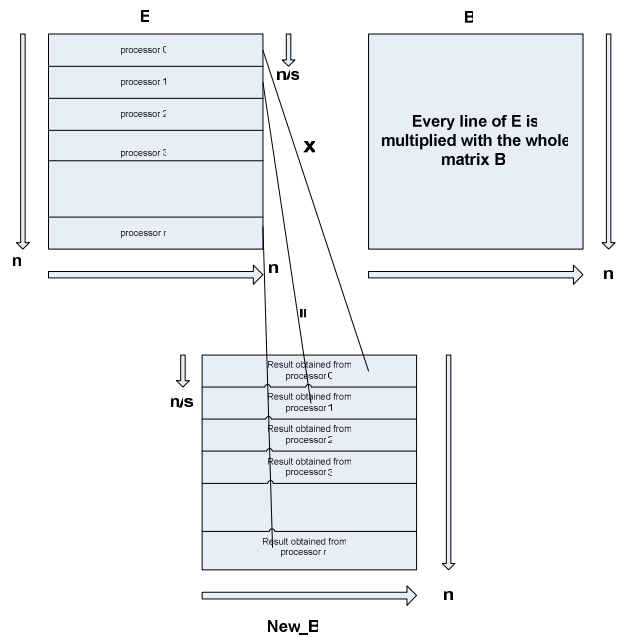 E
B
processor 0
processor 1
processor 2
processor 3
processor r
n/s
n
n
X
Every line of E is
multiplied with the whole
matrix B
n
n
=
Result obtained from
processor 0
Result obtained from
processor 1
Result obtained from
processor 2
Result obtained from
processor 3
Result obtained from
processor r
n/s
n
New_B